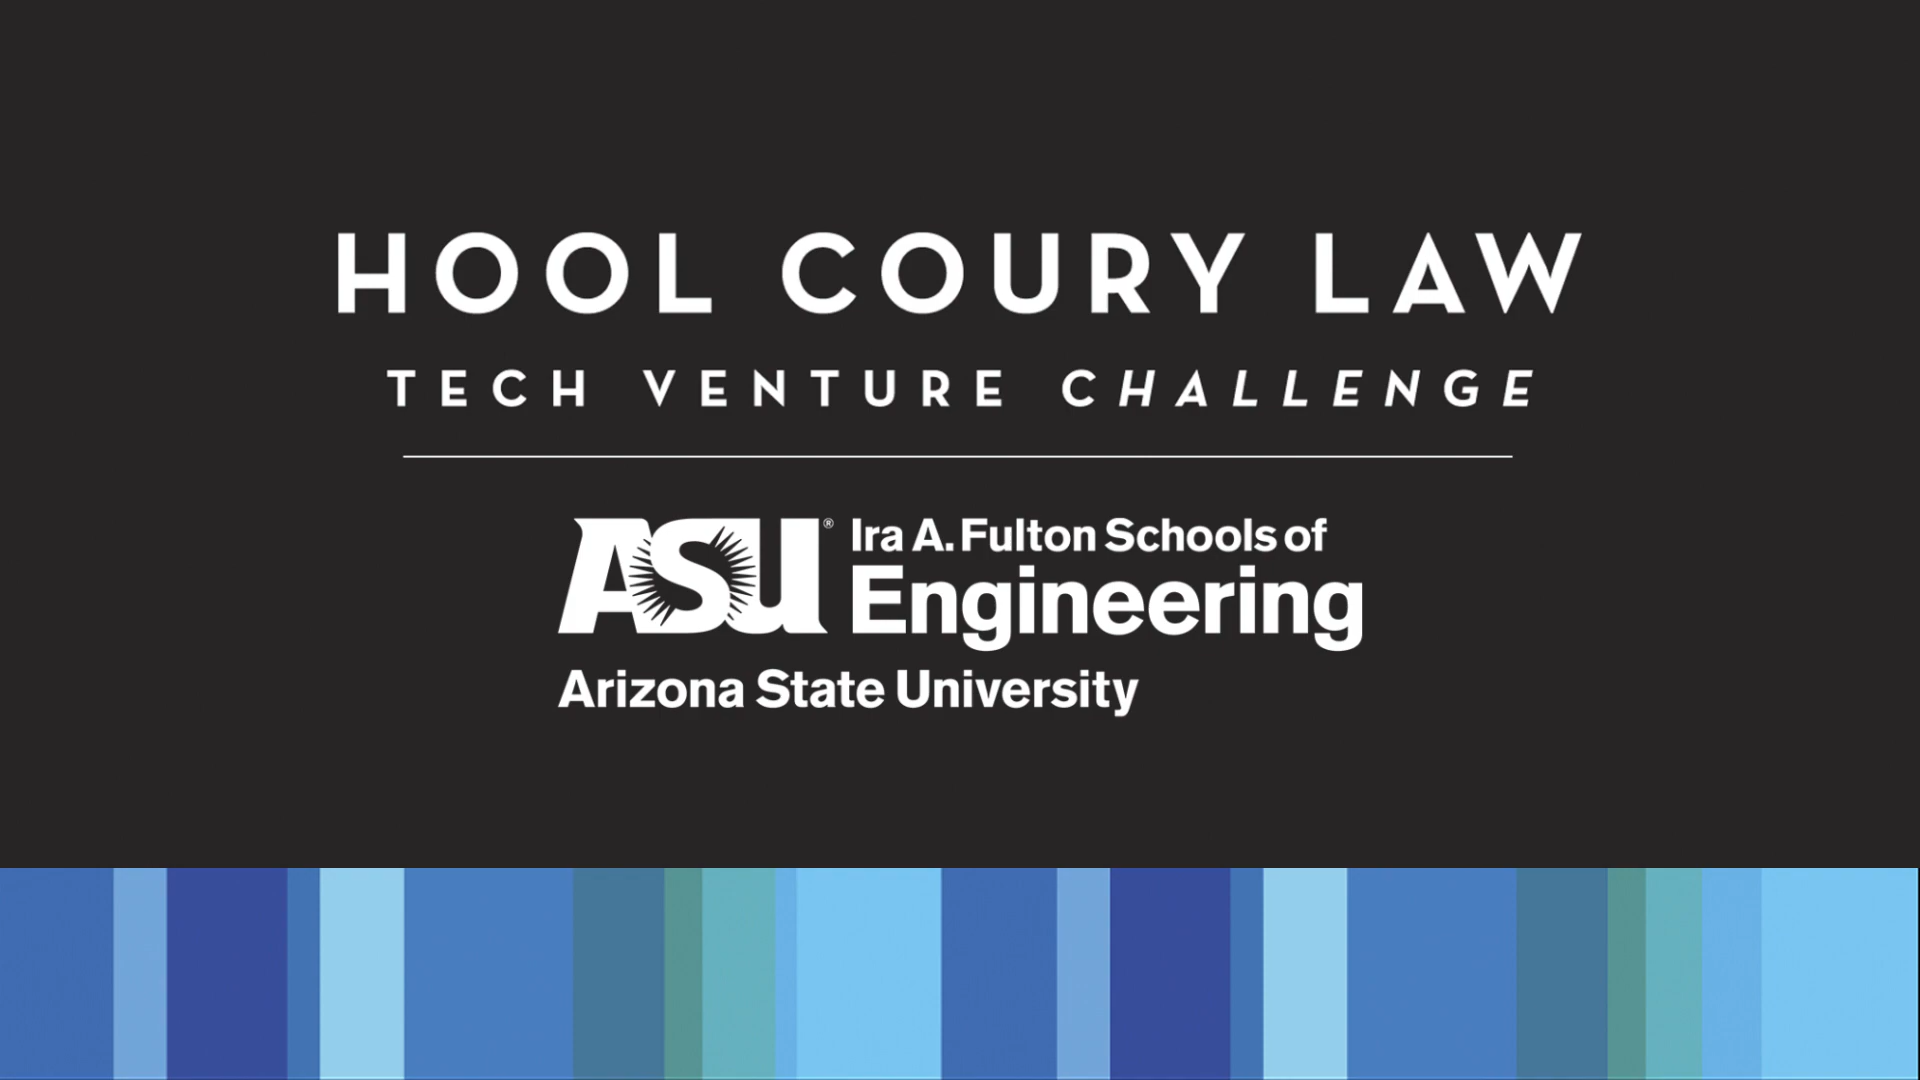 HOOL COURY LAW
TECH VENTURE CHALLENGE
ASU® Ira A. Fulton Schools of
Engineering
Arizona State University